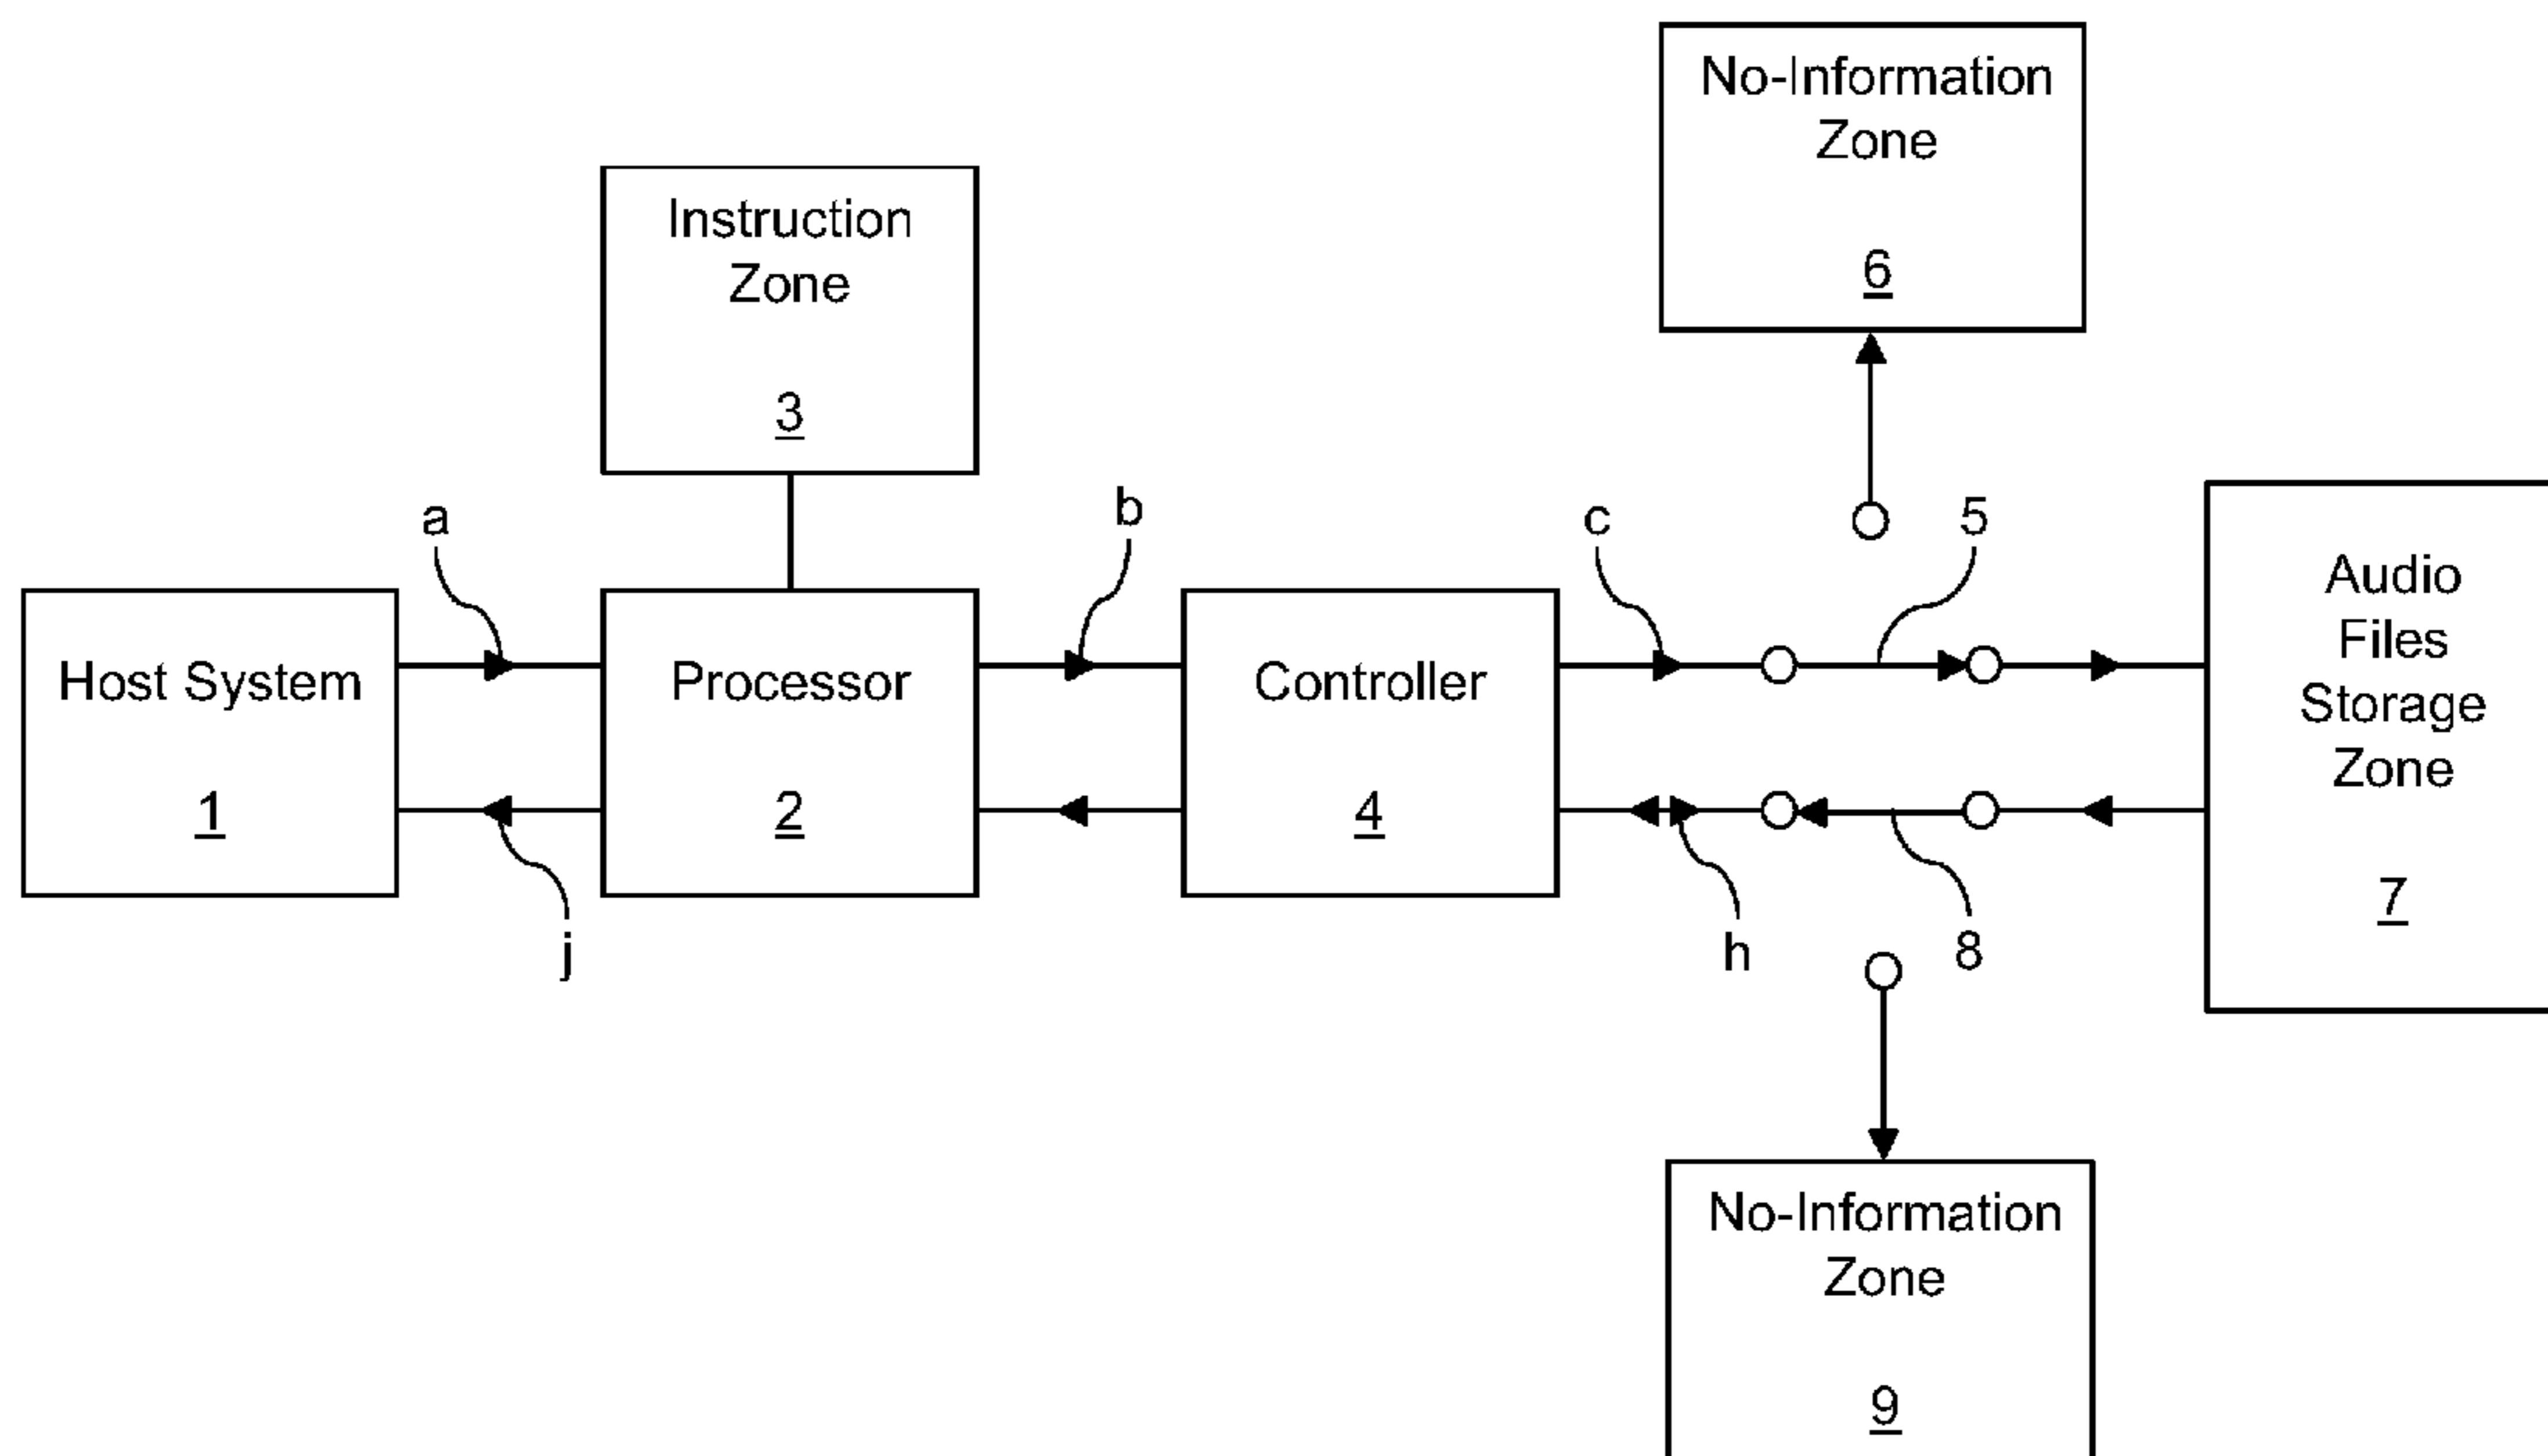 No-Information
Zone
6
Instruction
Zone
3
a
b
c
5
Host System
1
Processor
2
Controller
4
Audio
Files
Storage
Zone
7
j
h
8
No-Information
Zone
9